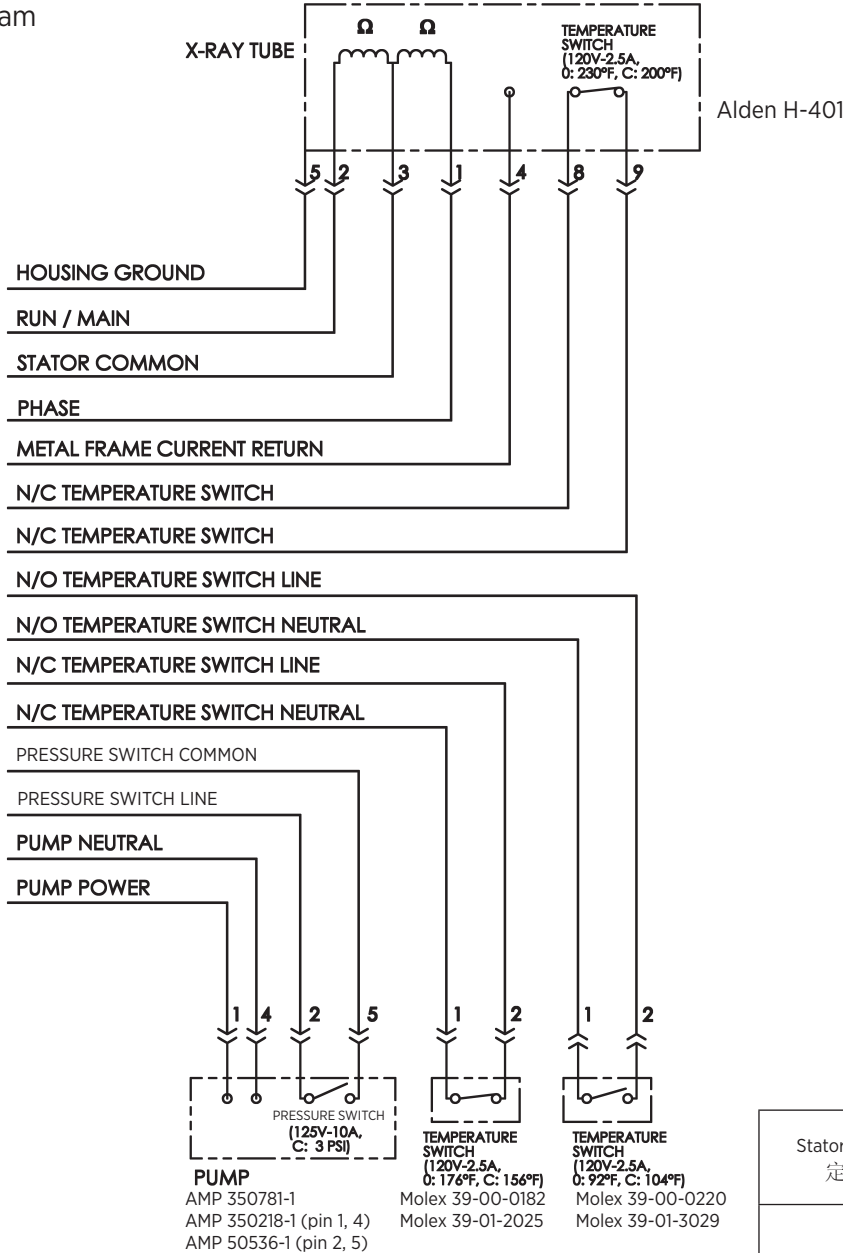 am
Ω Ω
X-RAY TUBE
TEMPERATURE
SWITCH
(120V-2.5A,
0: 230°F, C: 200°F)
Alden H-401
5 2 3 1 4 8 9
HOUSING GROUND
RUN / MAIN
STATOR COMMON
PHASE
METAL FRAME CURRENT RETURN
N/C TEMPERATURE SWITCH
N/C TEMPERATURE SWITCH
N/O TEMPERATURE SWITCH LINE
N/O TEMPERATURE SWITCH NEUTRAL
N/C TEMPERATURE SWITCH LINE
N/C TEMPERATURE SWITCH NEUTRAL
PRESSURE SWITCH COMMON
PRESSURE SWITCH LINE
PUMP NEUTRAL
PUMP POWER
1 4 2 5 1 2 1 2
PRESSURE SWITCH
(125V-10A,
C: 3 PSI)
PUMP
AMP 350781-1
AMP 350218-1 (pin 1, 4)
AMP 50536-1 (pin 2, 5)
TEMPERATURE
SWITCH
(120V-2.5A,
0: 176°F, C: 156°F)
Molex 39-00-0182
Molex 39-01-2025
TEMPERATURE
SWITCH
(120V-2.5A,
0: 92°F, C: 104°F)
Molex 39-00-0220
Molex 39-01-3029
Stator
定